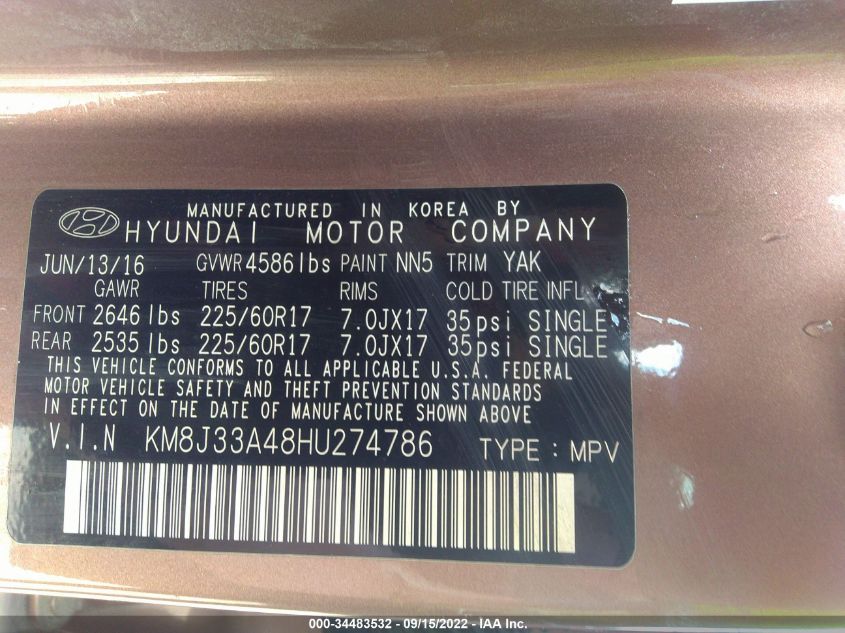 MANUFACTURED IN KOREA BY
HYUNDAI MOTOR COMPANY
JUN/13/16 GVWR 4586 lbs PAINT NN5 TRIM YAK
GAWR TIRES RIMS COLD TIRE INFL.
FRONT 2646 lbs 225/60R17 7.0JX17 35psi SINGLE
REAR 2535 lbs 225/60R17 7.0JX17 35psi SINGLE
THIS VEHICLE CONFORMS TO ALL APPLICABLE U.S.A. FEDERAL
MOTOR VEHICLE SAFETY AND THEFT PREVENTION STANDARDS
IN EFFECT ON THE DATE OF MANUFACTURE SHOWN ABOVE
V.I.N KM8J33A48HU274786 TYPE : MPV
000-34483532 - 09/15/2022 - IAA Inc.